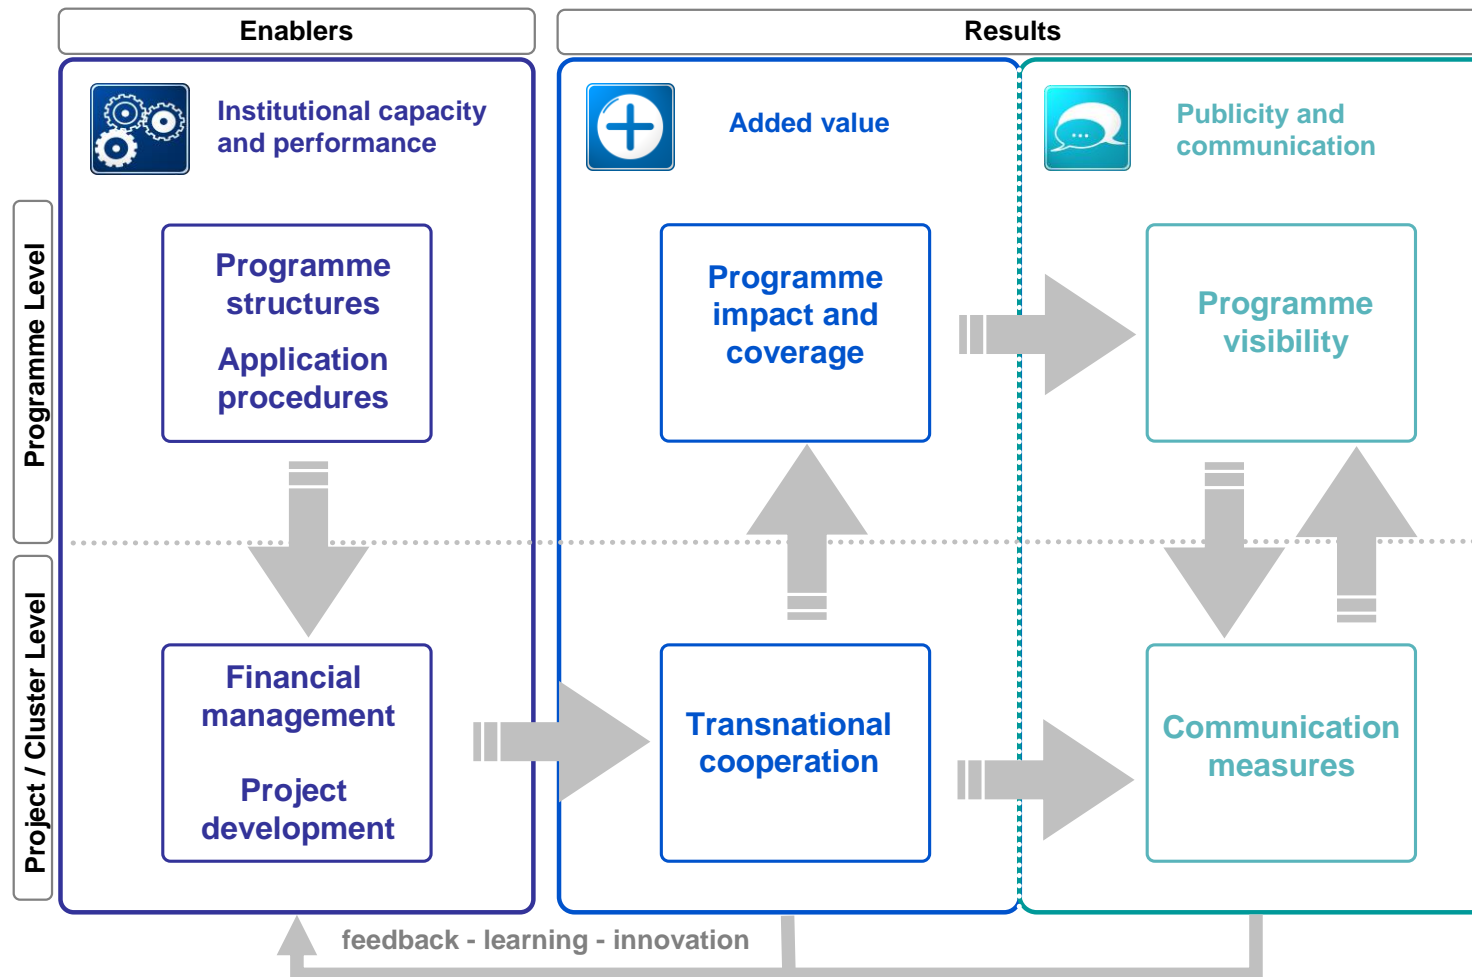 Enablers
Results
Institutional capacity
and performance
Added value
Publicity and
communication
Programme Level
Programme
structures
Application
procedures
Programme
impact and
coverage
Programme
visibility
Project / Cluster Level
Financial
management
Project
development
Transnational
cooperation
Communication
measures
feedback - learning - innovation